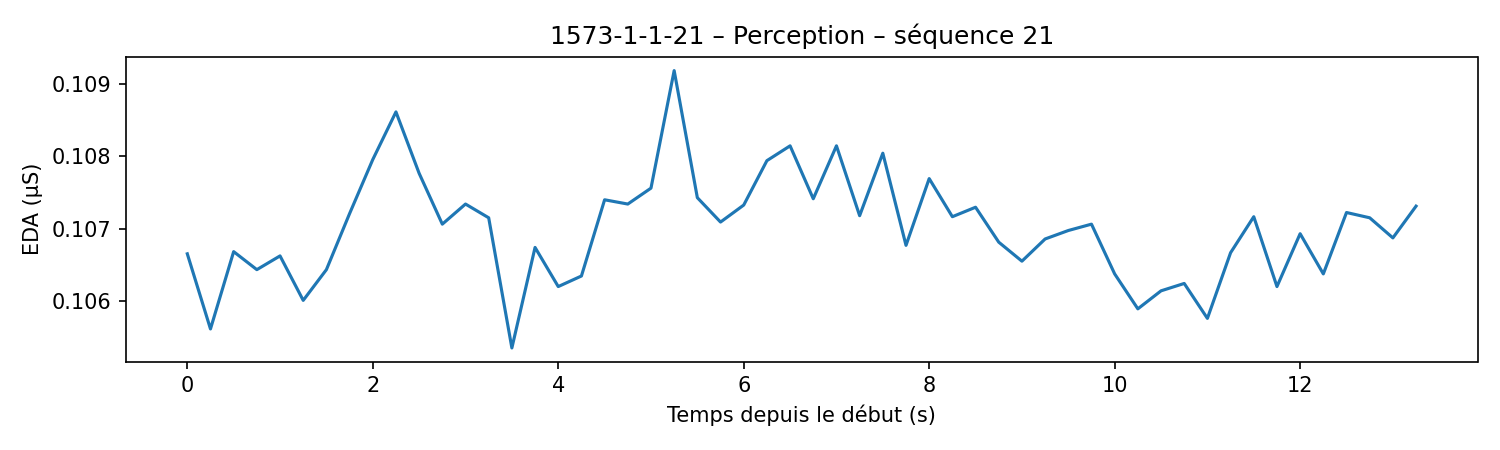 1573-1-1-21 – Perception – séquence 21
EDA (µS)
0.109
0.108
0.107
0.106
0 2 4 6 8 10 12
Temps depuis le début (s)